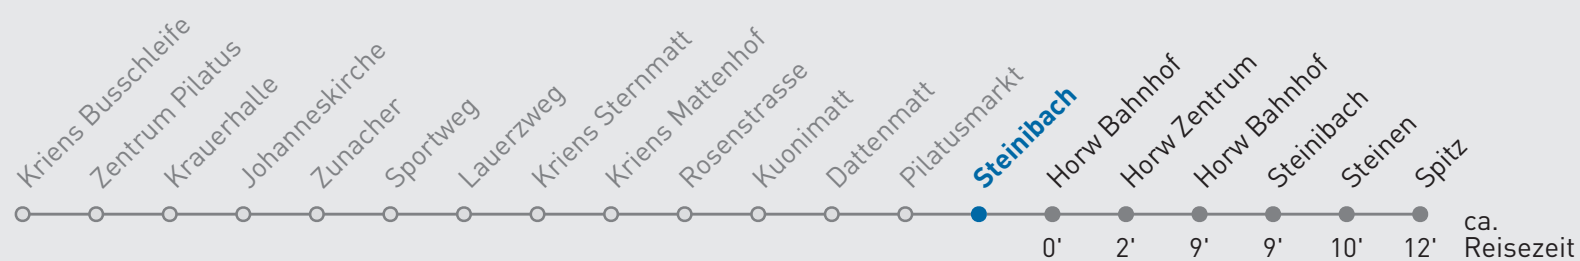 Kriens Busschleife
Zentrum Pilatus
Krauerhalle
Johanneskirche
Zunacher
Sportweg
Lauerzweg
Kriens Sternmatt
Kriens Mattenhof
Rosenstrasse
Kuonimatt
Dattenmatt
Pilatusmarkt
Steinibach
Horw Bahnhof
Horw Zentrum
Horw Bahnhof
Steinibach
Steinen
Spitz
0' 2' 9' 9' 10' 12'
ca.
Reisezeit